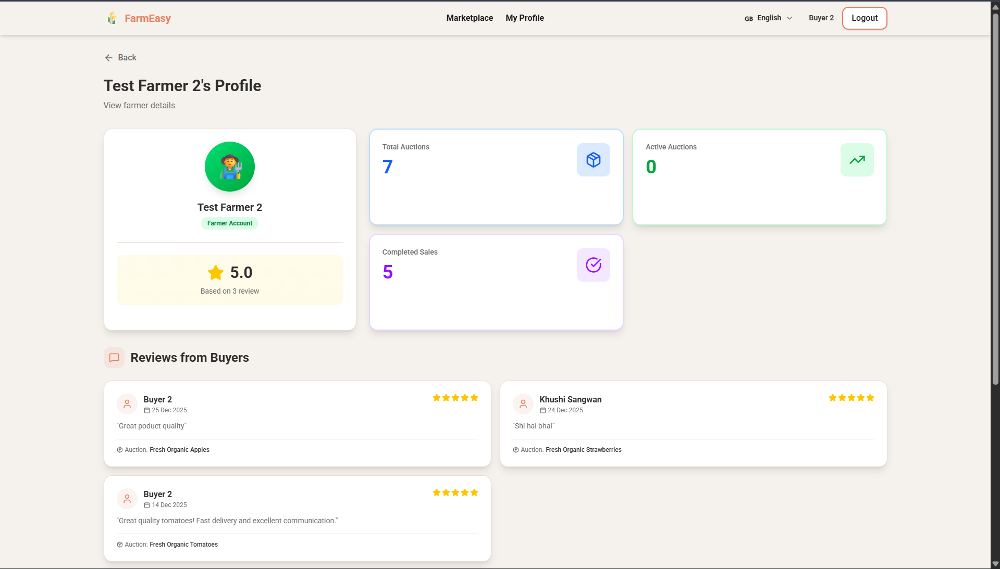 FarmEasy
Marketplace
My Profile
GB English
Buyer 2
Logout
Back
Test Farmer 2's Profile
View farmer details
Test Farmer 2
Farmer Account
5.0
Based on 3 review
Total Auctions
7
Active Auctions
0
Completed Sales
5
Reviews from Buyers
Buyer 2
25 Dec 2025
"Great poduct quality"
Auction: Fresh Organic Apples
Khushi Sangwan
24 Dec 2025
"Shi hai bhai"
Auction: Fresh Organic Strawberries
Buyer 2
14 Dec 2025
"Great quality tomatoes! Fast delivery and excellent communication."
Auction: Fresh Organic Tomatoes